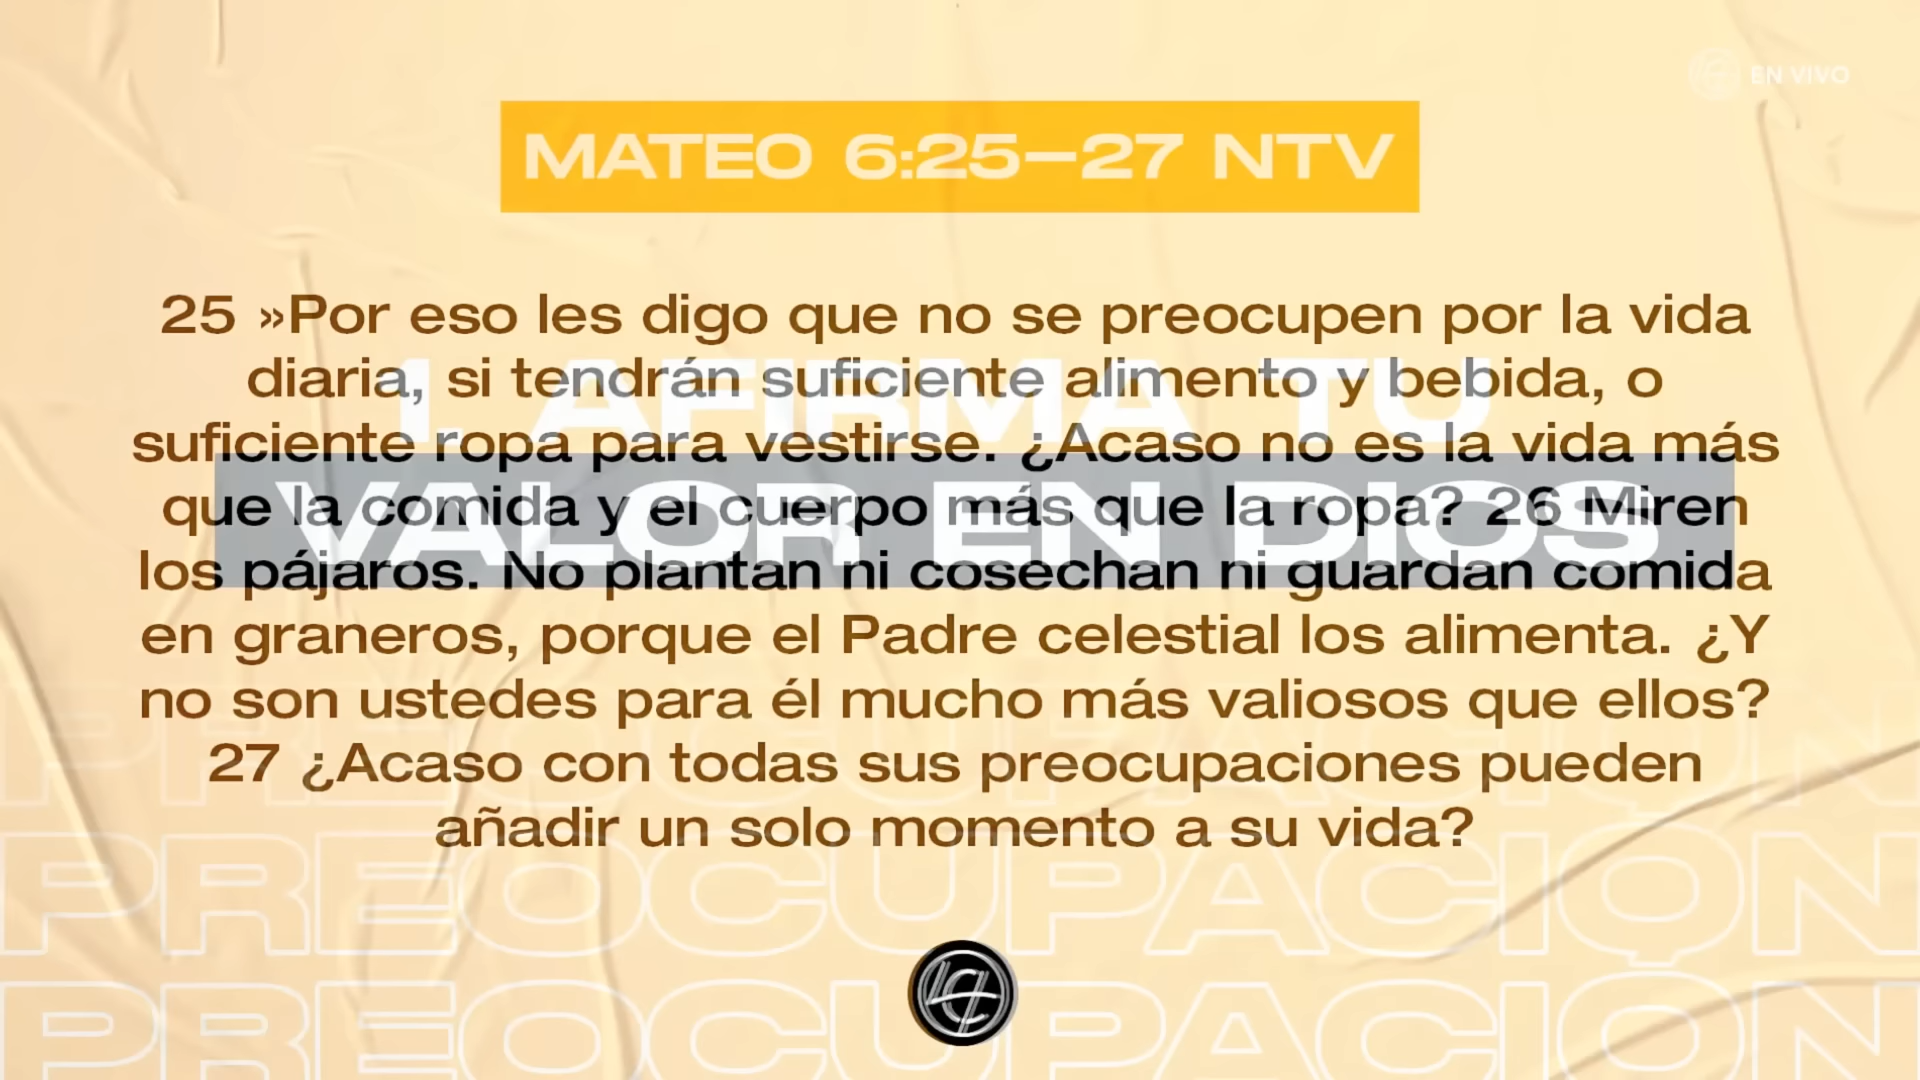 EN VIVO
MATEO 6:25–27 NTV
25 »Por eso les digo que no se preocupen por la vida
diaria, si tendrán suficiente alimento y bebida, o
suficiente ropa para vestirse. ¿Acaso no es la vida más
que la comida y el cuerpo más que la ropa? 26 Miren
los pájaros. No plantan ni cosechan ni guardan comida
en graneros, porque el Padre celestial los alimenta. ¿Y
no son ustedes para él mucho más valiosos que ellos?
27 ¿Acaso con todas sus preocupaciones pueden
añadir un solo momento a su vida?
1. AFIRMA TU
VALOR EN DIOS
PREOCUPACIÓN
PREOCUPACIÓN
PREOCUPACIÓN